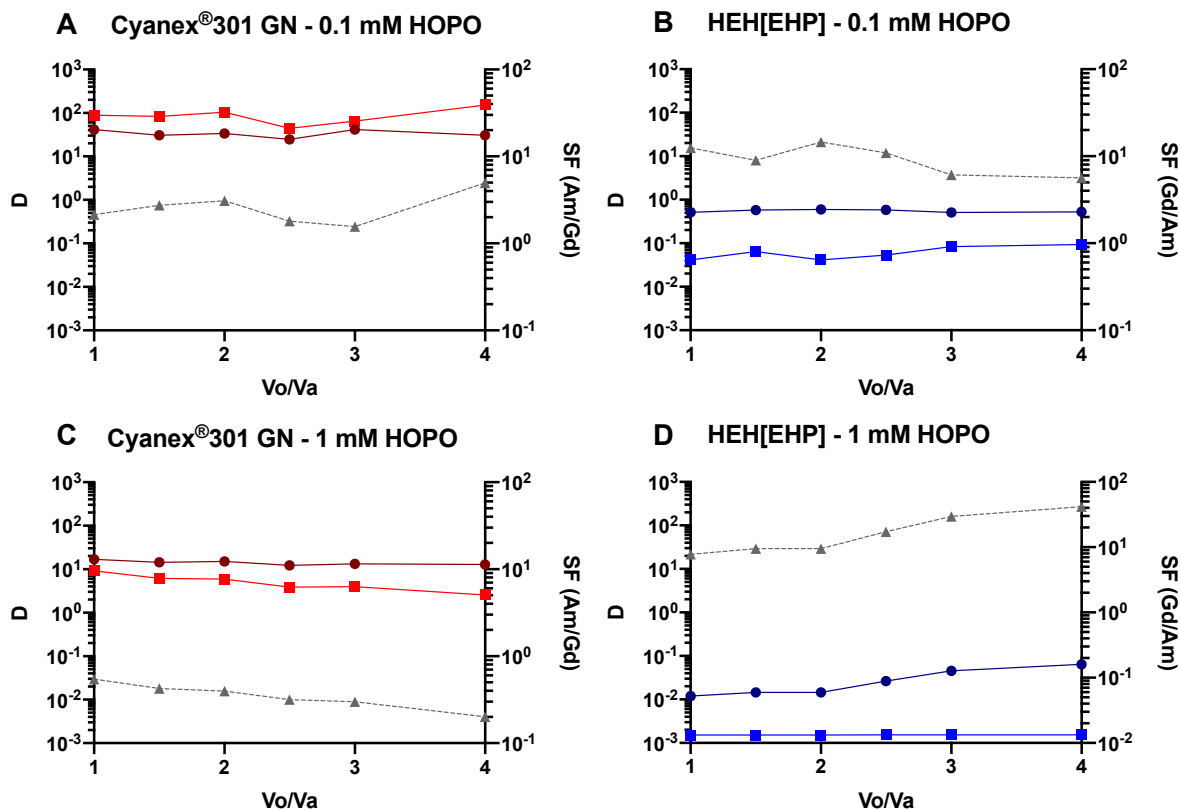 A Cyanex®301 GN - 0.1 mM HOPO
10³
10²
10¹
10⁰
10⁻¹
10⁻²
10⁻³
D
10²
10¹
10⁰
10⁻¹
SF (Am/Gd)
1 2 3 4
Vo/Va
B HEH[EHP] - 0.1 mM HOPO
10³
10²
10¹
10⁰
10⁻¹
10⁻²
10⁻³
D
10²
10¹
10⁰
10⁻¹
SF (Gd/Am)
1 2 3 4
Vo/Va
C Cyanex®301 GN - 1 mM HOPO
10³
10²
10¹
10⁰
10⁻¹
10⁻²
10⁻³
D
10²
10¹
10⁰
10⁻¹
SF (Am/Gd)
1 2 3 4
Vo/Va
D HEH[EHP] - 1 mM HOPO
10³
10²
10¹
10⁰
10⁻¹
10⁻²
10⁻³
D
10²
10¹
10⁰
10⁻¹
10⁻²
SF (Gd/Am)
1 2 3 4
Vo/Va